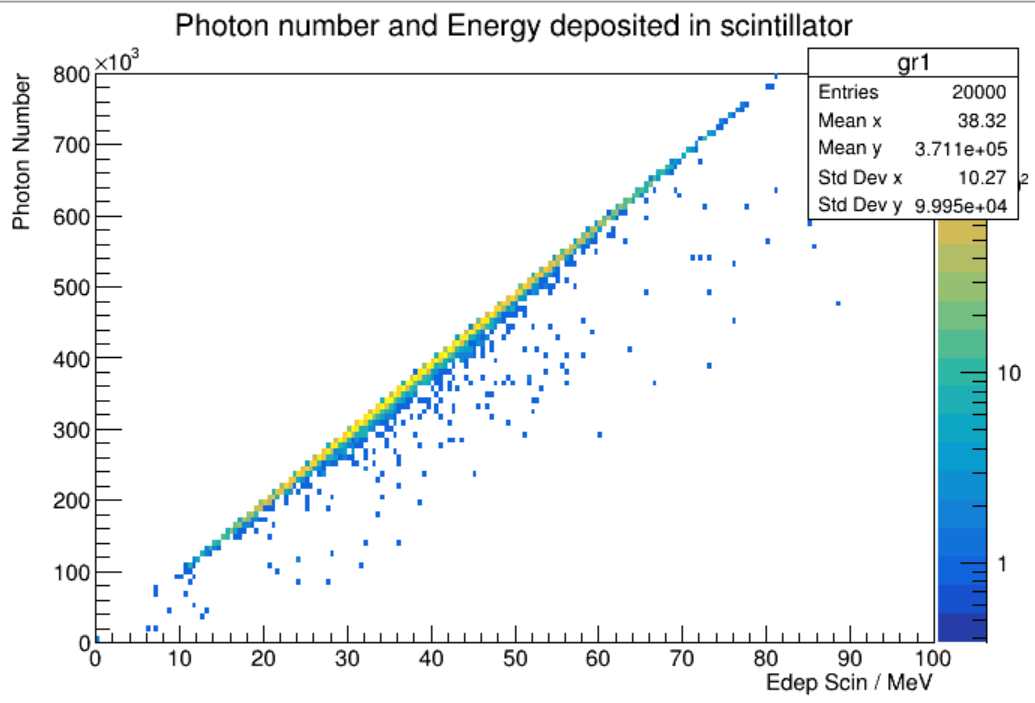 Photon number and Energy deposited in scintillator
×10³
Photon Number
800
700
600
500
400
300
200
100
0
0 10 20 30 40 50 60 70 80 90 100
Edep Scin / MeV
gr1
Entries 20000
Mean x 38.32
Mean y 3.711e+05
Std Dev x 10.27
Std Dev y 9.995e+04
2
10
1